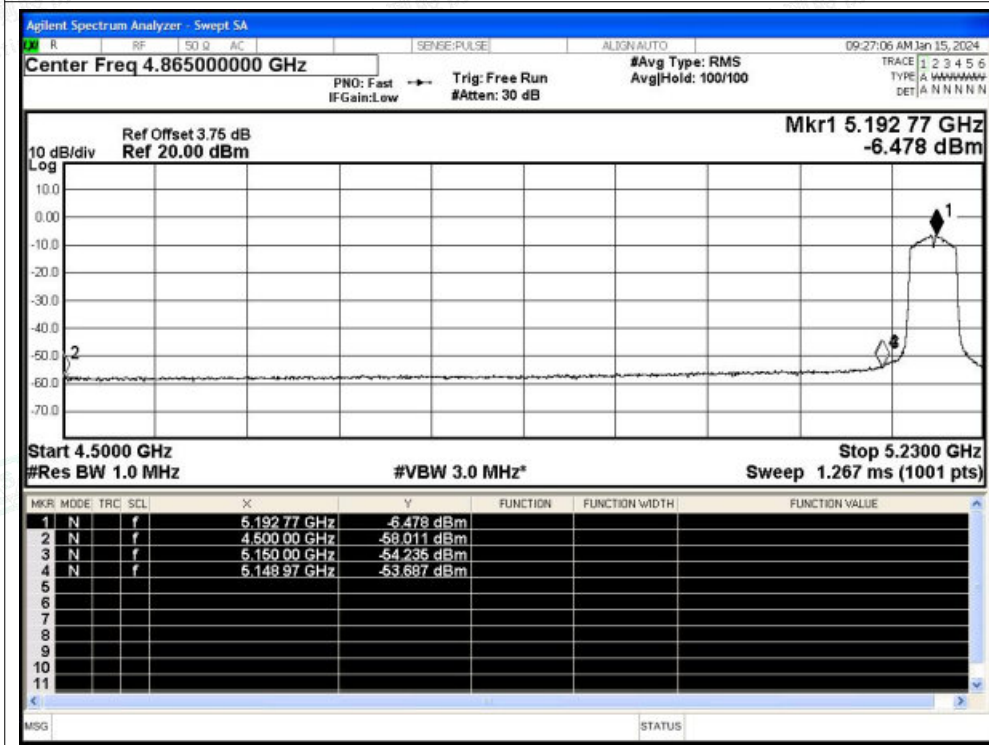 Agilent Spectrum Analyzer - Swept SA
R RF 50 Ω AC SENSE:PULSE ALIGN AUTO 09:27:06 AM Jan 15, 2024
Center Freq 4.865000000 GHz
PNO: Fast
IFGain:Low
Trig: Free Run
#Atten: 30 dB
#Avg Type: RMS
Avg|Hold: 100/100
TRACE 1 2 3 4 5 6
TYPE A WWWWW
DET A N N N N N
Mkr1 5.192 77 GHz
-6.478 dBm
Ref Offset 3.75 dB
10 dB/div Ref 20.00 dBm
Log
10.0
0.00
-10.0
-20.0
-30.0
-40.0
-50.0
-60.0
-70.0
1
2
Start 4.5000 GHz Stop 5.2300 GHz
#Res BW 1.0 MHz #VBW 3.0 MHz* Sweep 1.267 ms (1001 pts)
MKR MODE TRC SCL X Y FUNCTION FUNCTION WIDTH FUNCTION VALUE
1 N f 5.192 77 GHz -6.478 dBm
2 N f 4.500 00 GHz -58.011 dBm
3 N f 5.150 00 GHz -54.235 dBm
4 N f 5.148 97 GHz -53.687 dBm
5
6
7
8
9
10
11
MSG STATUS